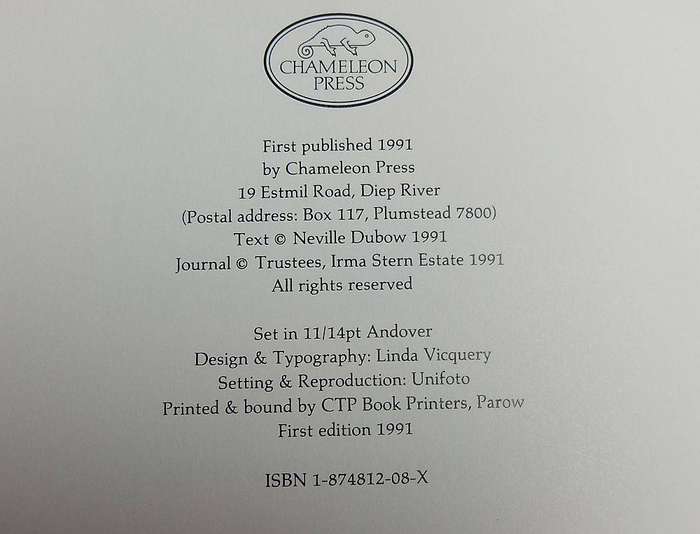 CHAMELEON
PRESS
First published 1991
by Chameleon Press
19 Estmil Road, Diep River
(Postal address: Box 117, Plumstead 7800)
Text © Neville Dubow 1991
Journal © Trustees, Irma Stern Estate 1991
All rights reserved
Set in 11/14pt Andover
Design & Typography: Linda Vicquery
Setting & Reproduction: Unifoto
Printed & bound by CTP Book Printers, Parow
First edition 1991
ISBN 1-874812-08-X